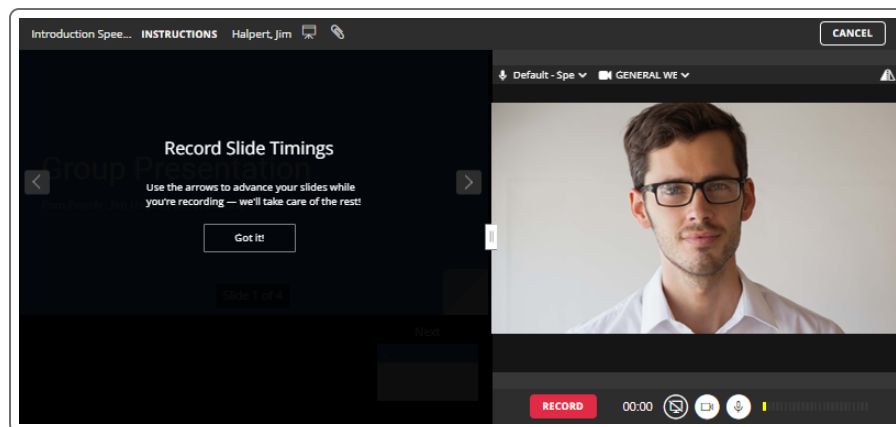 Introduction Spee... INSTRUCTIONS Halpert, Jim CANCEL
Default - Spe GENERAL WE
Record Slide Timings
Group Presentation
Use the arrows to advance your slides while
you're recording — we'll take care of the rest!
Got it!
Slide 1 of 4
Next
RECORD 00:00